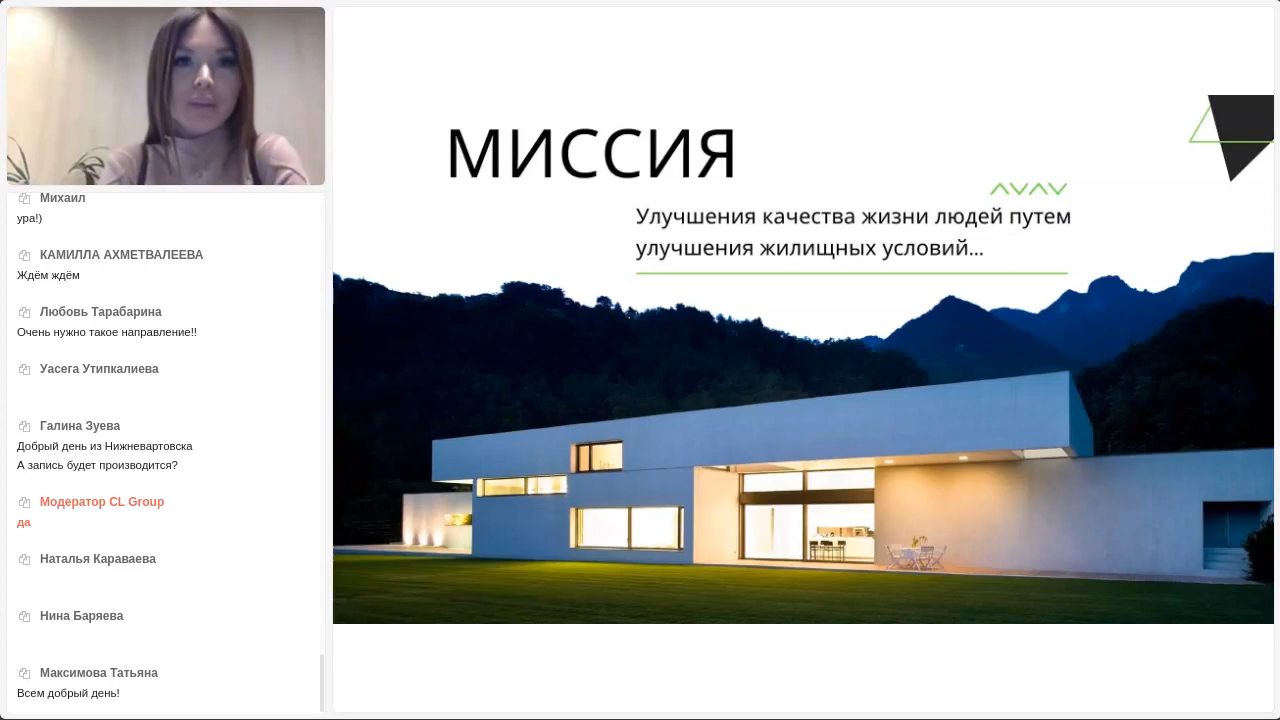 Михаил
ура!)
КАМИЛЛА АХМЕТВАЛЕЕВА
Ждём ждём
Любовь Тарабарина
Очень нужно такое направление!!
Уасега Утипкалиева
Галина Зуева
Добрый день из Нижневартовска
А запись будет производится?
Модератор CL Group
да
Наталья Караваева
Нина Баряева
Максимова Татьяна
Всем добрый день!
МИССИЯ
Улучшения качества жизни людей путем
улучшения жилищных условий...